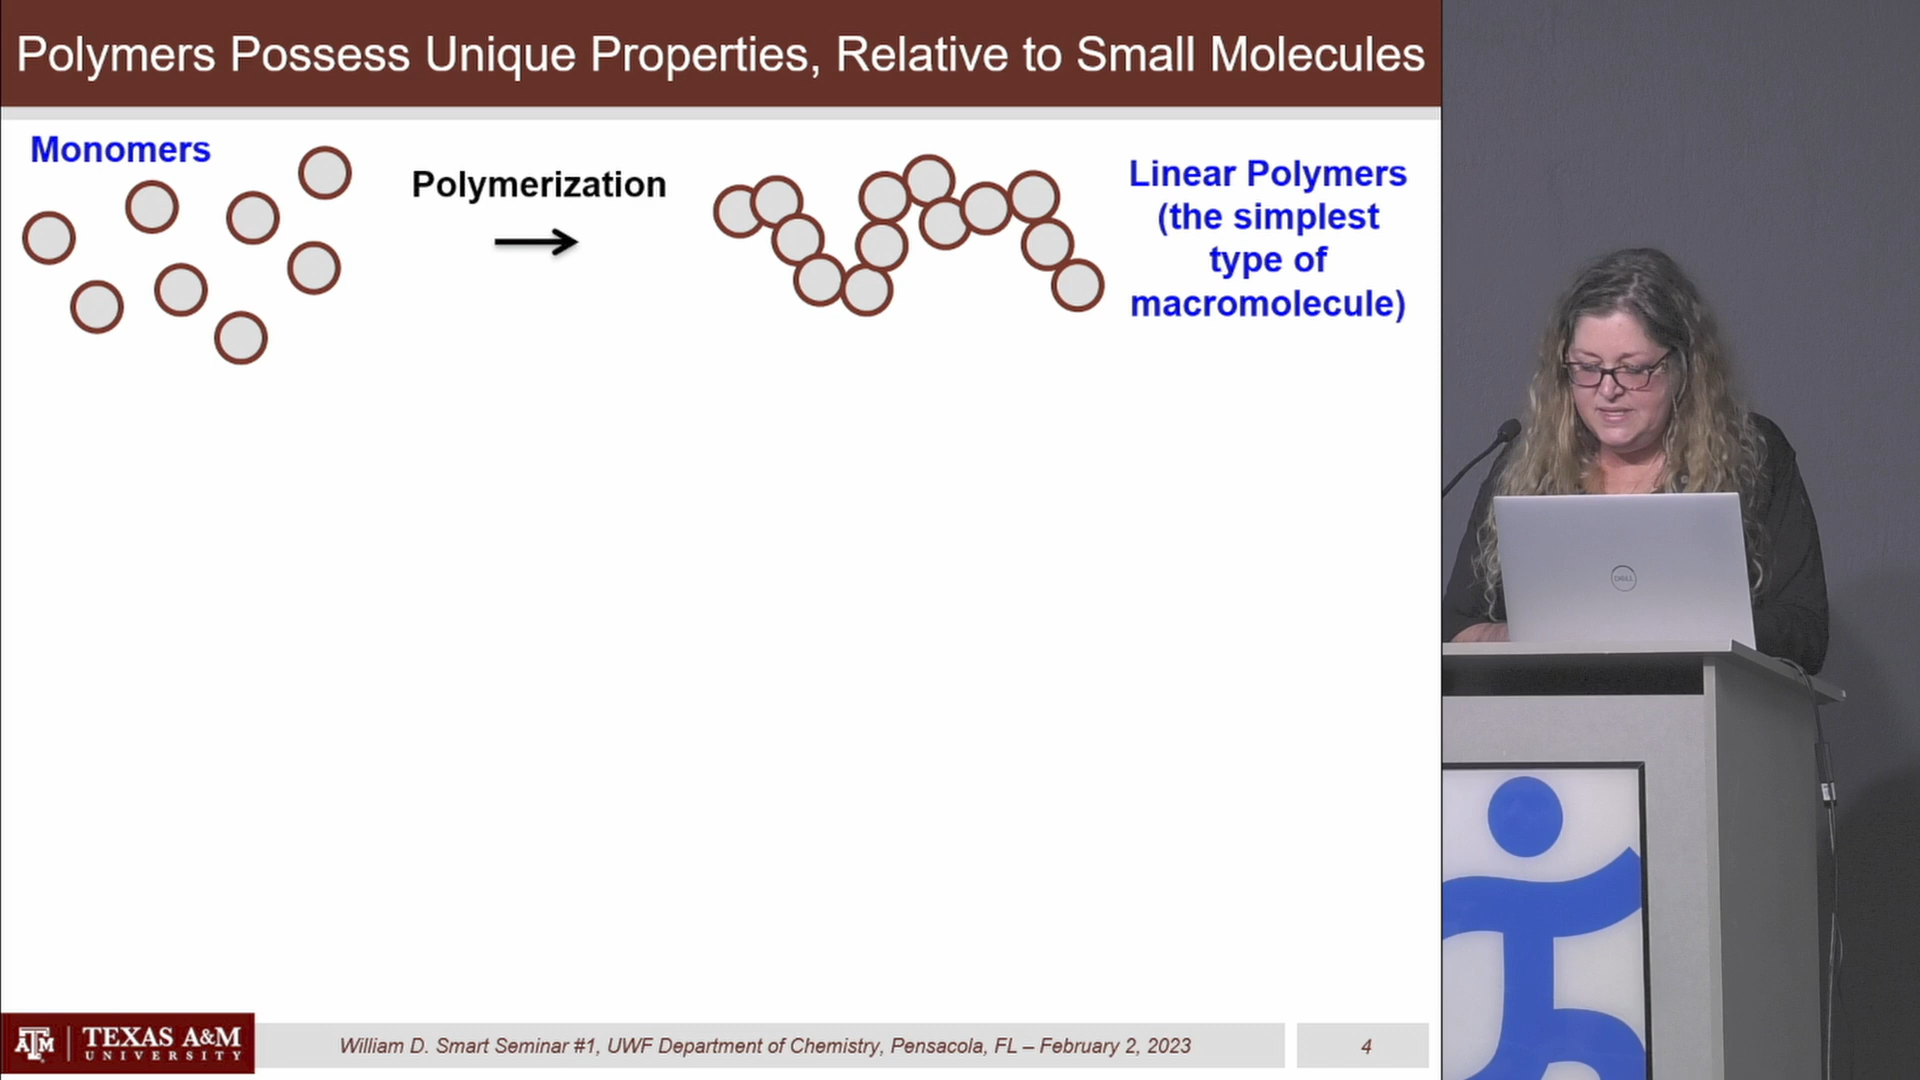 Polymers Possess Unique Properties, Relative to Small Molecules
Monomers
Polymerization
Linear Polymers
(the simplest
type of
macromolecule)
DELL
A T M | TEXAS A&M
UNIVERSITY
William D. Smart Seminar #1, UWF Department of Chemistry, Pensacola, FL – February 2, 2023
4